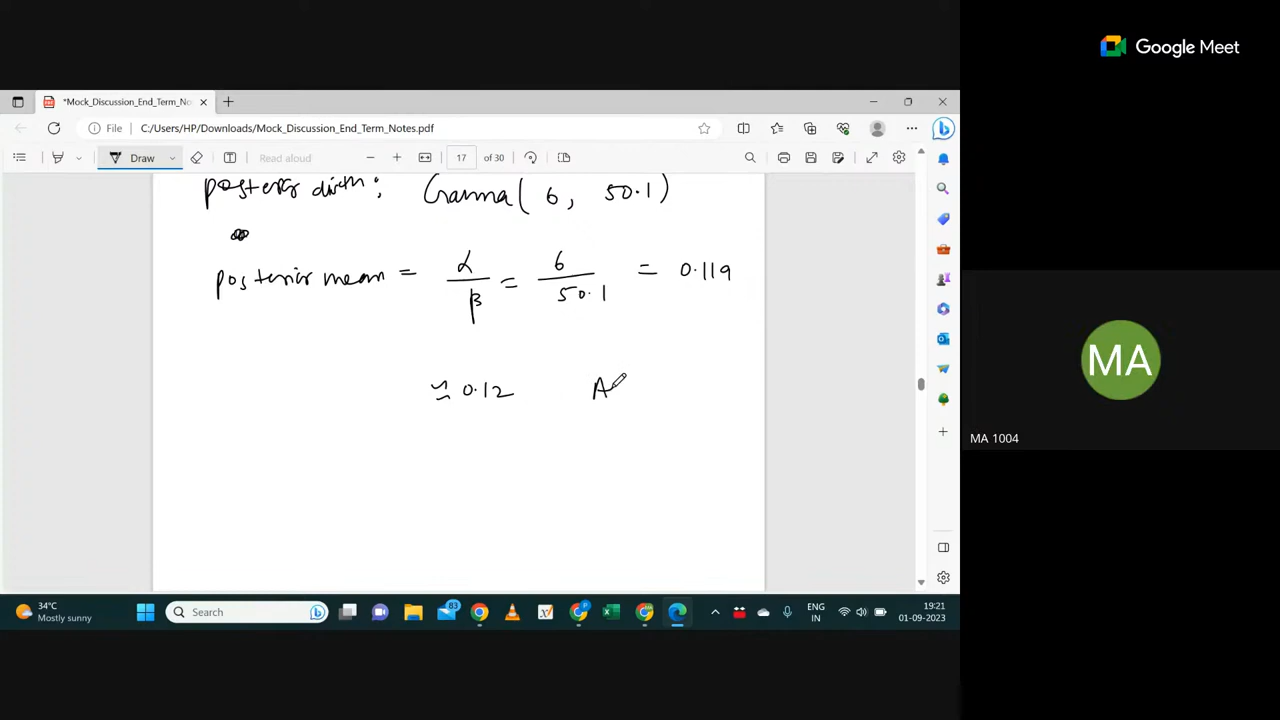 Google Meet
*Mock_Discussion_End_Term_No
File C:/Users/HP/Downloads/Mock_Discussion_End_Term_Notes.pdf
Draw Read aloud 17 of 30
Gamma( 6, 50.1)
posterior mean = α/β = 6/50.1 = 0.119
≈ 0.12 A
MA
MA 1004
34°C
Mostly sunny
Search
83
ENG
IN
19:21
01-09-2023